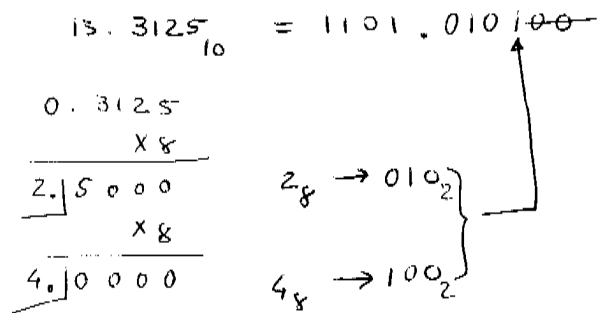 13.3125₁₀ = 1101.010100
0.3125
×8
2.5000 2₈ → 010₂
×8
4.0000 4₈ → 100₂